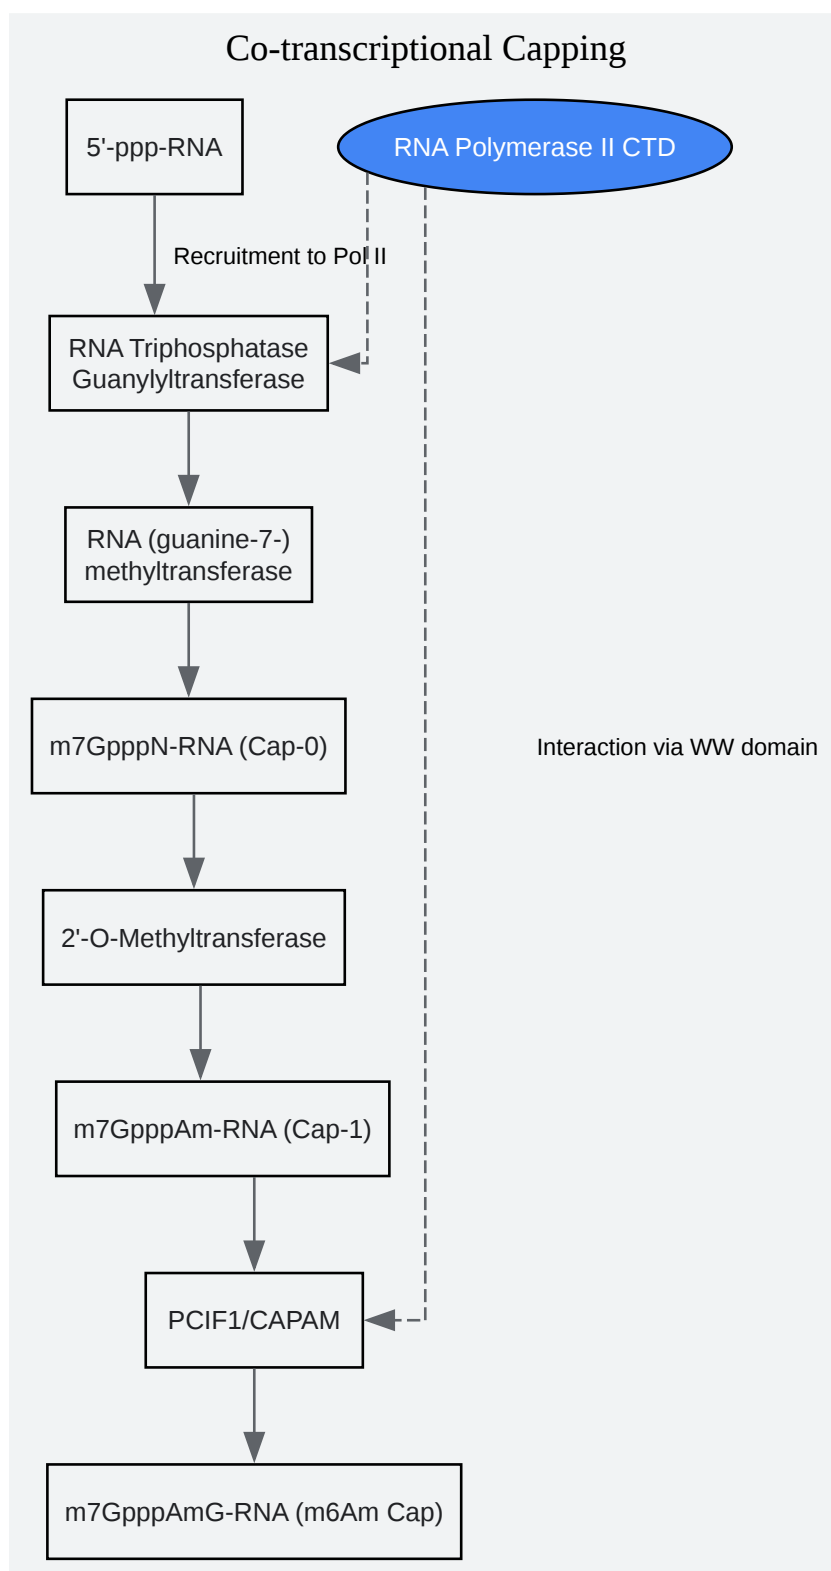 Co-transcriptional Capping
5'-ppp-RNA
RNA Polymerase II CTD
Recruitment to Pol II
RNA Triphosphatase
Guanylyltransferase
RNA (guanine-7-)
methyltransferase
m7GpppN-RNA (Cap-0)
Interaction via WW domain
2'-O-Methyltransferase
m7GpppAm-RNA (Cap-1)
PCIF1/CAPAM
m7GpppAmG-RNA (m6Am Cap)